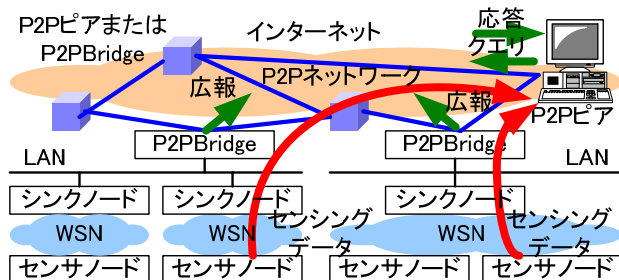 P2Pピアまたは
P2PBridge
インターネット
応答
クエリ
P2Pネットワーク
広報
広報
P2Pピア
P2PBridge
P2PBridge
LAN
LAN
シンクノード
シンクノード
シンクノード
WSN
WSN
センシング
データ
WSN
センシング
データ
センサノード
センサノード
センサノード
センサノード